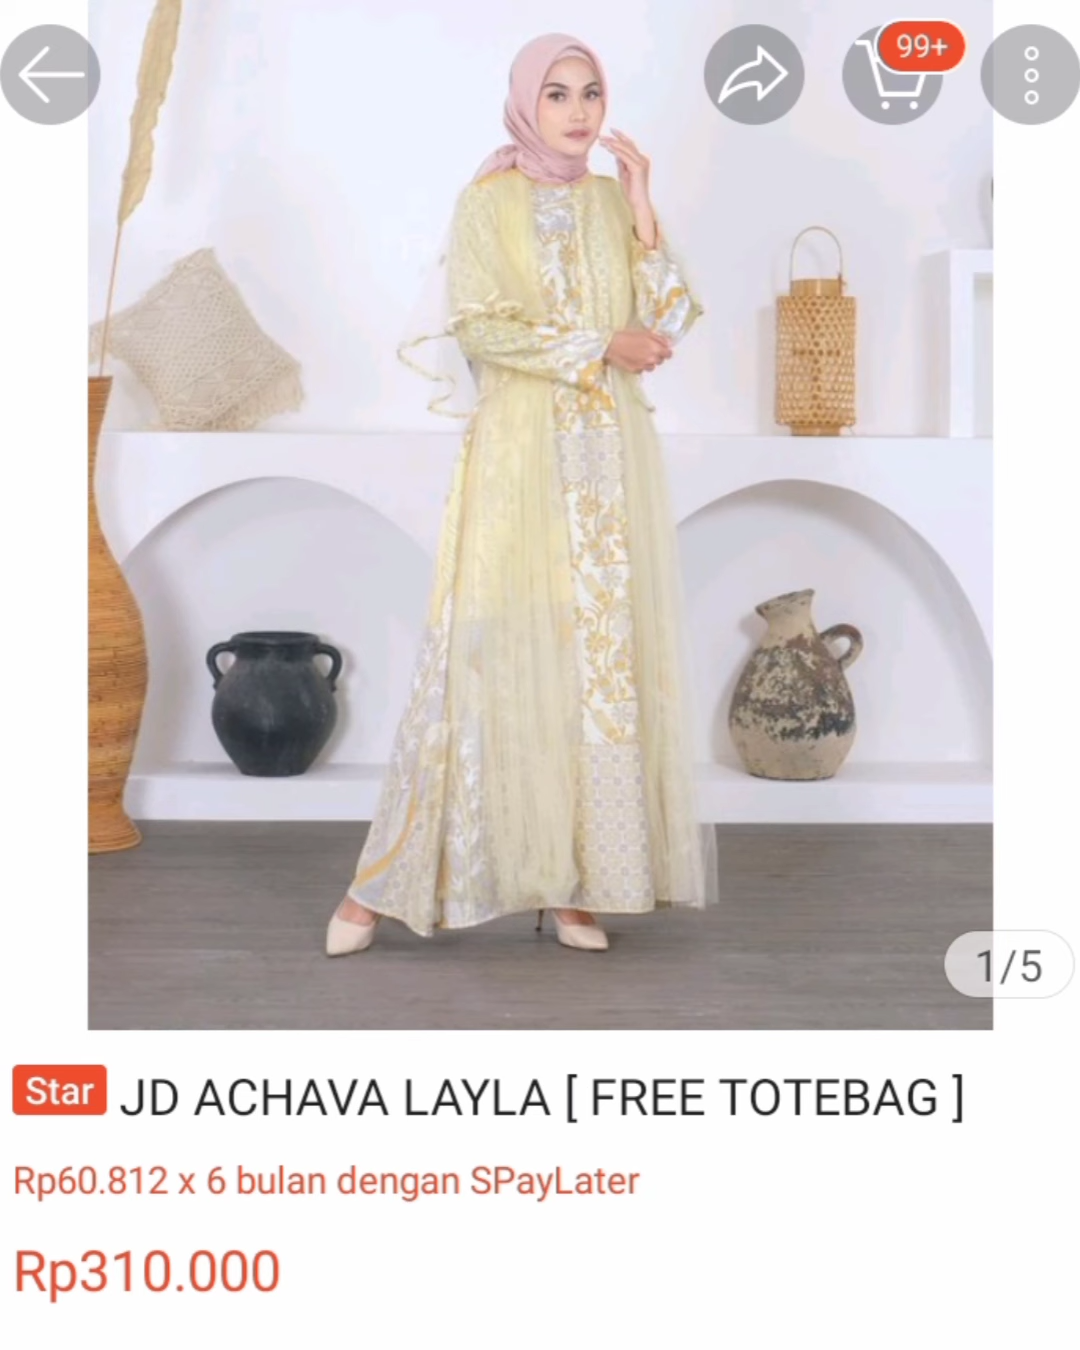 99+
1/5
Star JD ACHAVA LAYLA [ FREE TOTEBAG ]
Rp60.812 x 6 bulan dengan SPayLater
Rp310.000